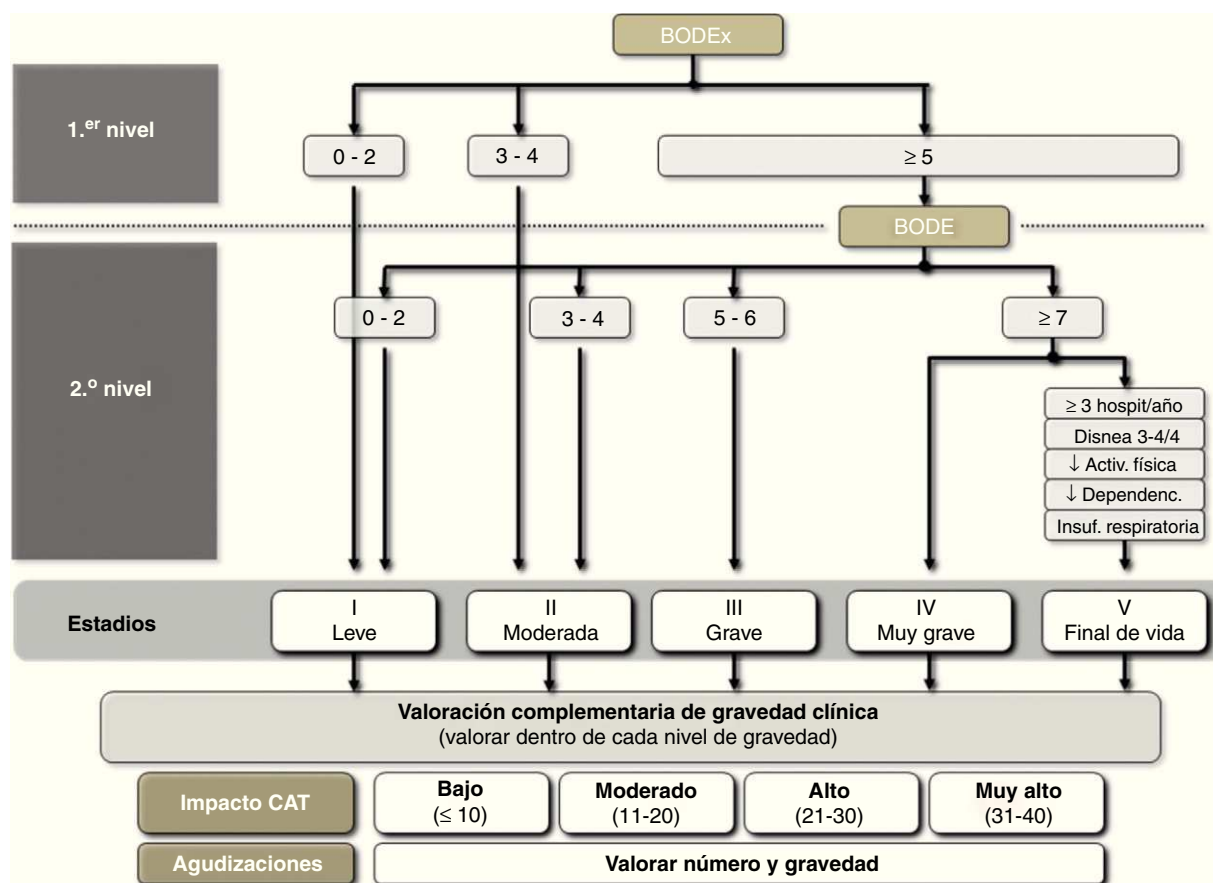 BODEx
1.er nivel
0 - 2
3 - 4
≥ 5
BODE
2.º nivel
0 - 2
3 - 4
5 - 6
≥ 7
≥ 3 hospit/año
Disnea 3-4/4
↓ Activ. física
↓ Dependenc.
Insuf. respiratoria
Estadios
I
Leve
II
Moderada
III
Grave
IV
Muy grave
V
Final de vida
Valoración complementaria de gravedad clínica
(valorar dentro de cada nivel de gravedad)
Impacto CAT
Bajo
(≤ 10)
Moderado
(11-20)
Alto
(21-30)
Muy alto
(31-40)
Agudizaciones
Valorar número y gravedad